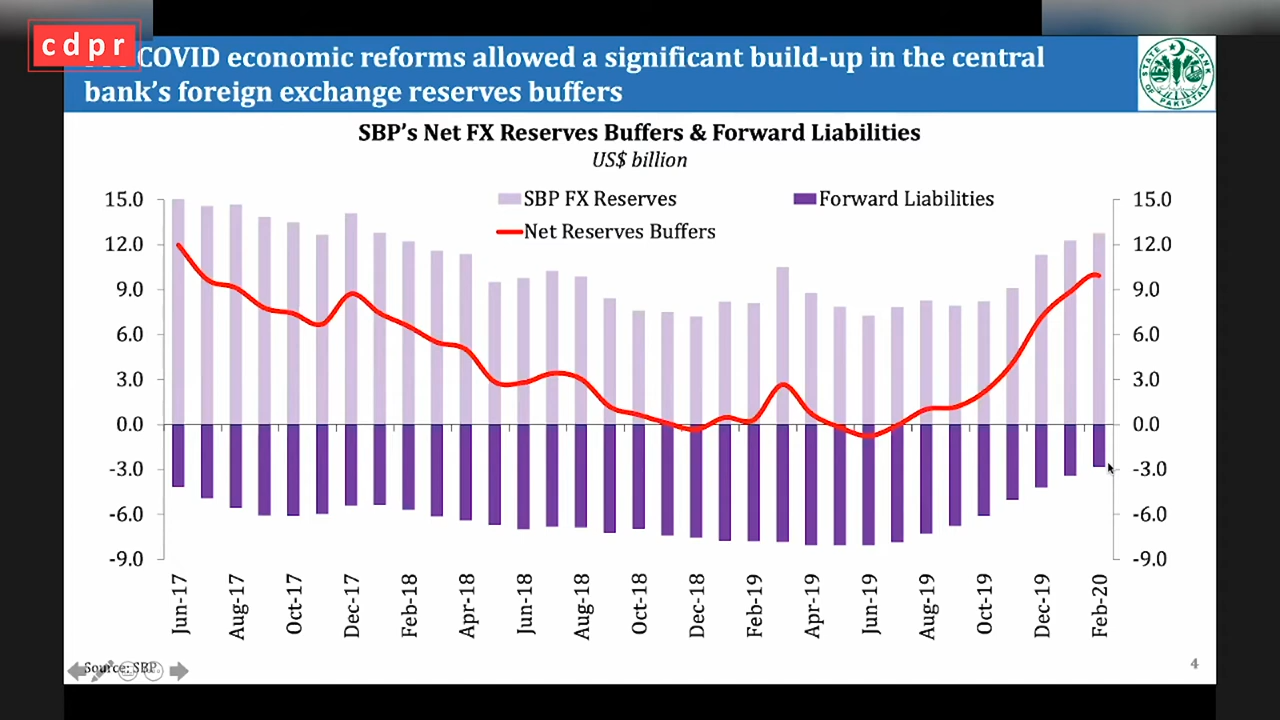 cdpr
COVID economic reforms allowed a significant build-up in the central
bank's foreign exchange reserves buffers
STATE BANK OF PAKISTAN
SBP's Net FX Reserves Buffers & Forward Liabilities
US$ billion
SBP FX Reserves
Forward Liabilities
Net Reserves Buffers
15.0
12.0
9.0
6.0
3.0
0.0
-3.0
-6.0
-9.0
15.0
12.0
9.0
6.0
3.0
0.0
-3.0
-6.0
-9.0
Jun-17
Aug-17
Oct-17
Dec-17
Feb-18
Apr-18
Jun-18
Aug-18
Oct-18
Dec-18
Feb-19
Apr-19
Jun-19
Aug-19
Oct-19
Dec-19
Feb-20
Source: SBP
4